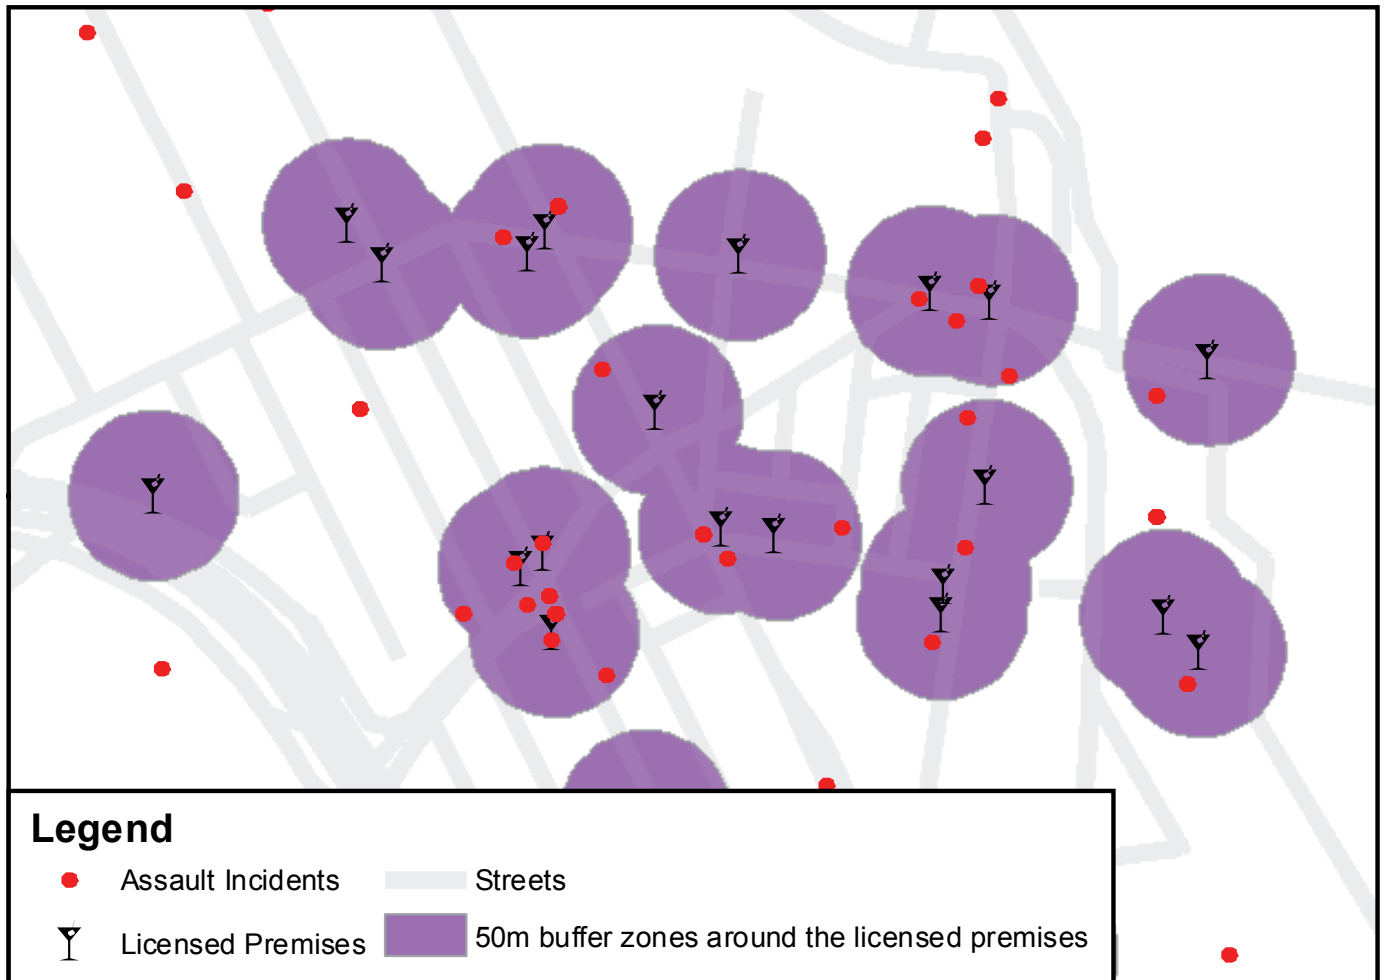 Legend
Assault Incidents
Streets
Licensed Premises
50m buffer zones around the licensed premises